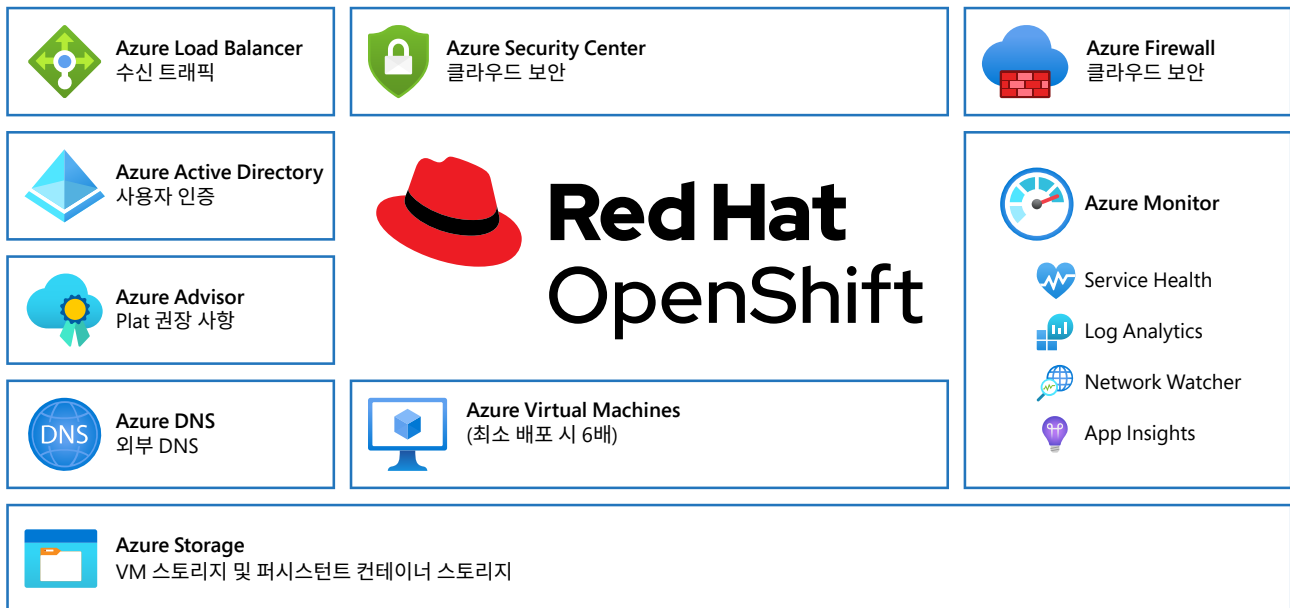 Azure Load Balancer
수신 트래픽
Azure Security Center
클라우드 보안
Azure Firewall
클라우드 보안
Azure Active Directory
사용자 인증
Red Hat
OpenShift
Azure Monitor
Service Health
Log Analytics
Network Watcher
App Insights
Azure Advisor
Plat 권장 사항
Azure DNS
외부 DNS
DNS
Azure Virtual Machines
(최소 배포 시 6배)
Azure Storage
VM 스토리지 및 퍼시스턴트 컨테이너 스토리지